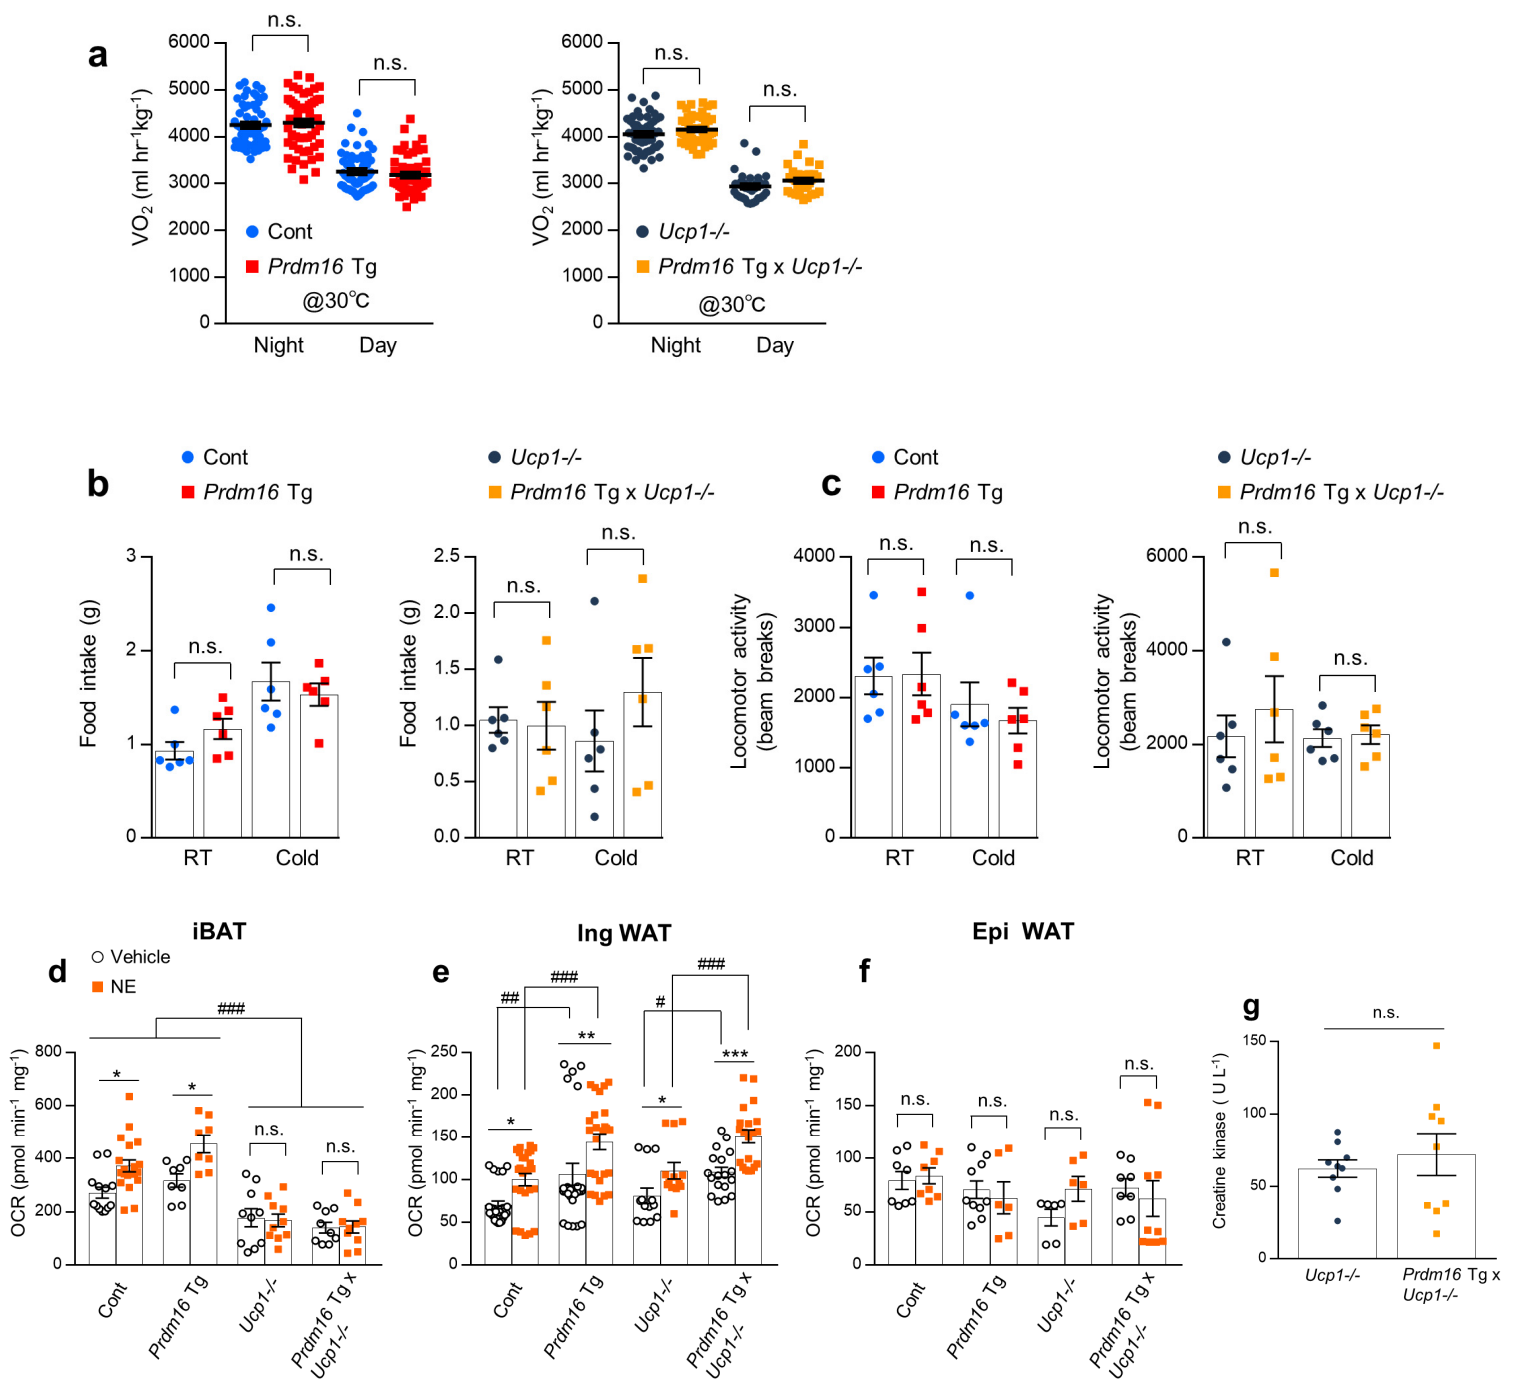 a
n.s.
n.s.
6000
5000
4000
3000
2000
1000
0
VO2 (ml hr-1kg-1)
Cont
Prdm16 Tg
@30°C
Night
Day
n.s.
n.s.
6000
5000
4000
3000
2000
1000
0
VO2 (ml hr-1kg-1)
Ucp1-/-
Prdm16 Tg x Ucp1-/-
@30°C
Night
Day
b
Cont
Prdm16 Tg
n.s.
n.s.
3
2
1
0
Food intake (g)
RT
Cold
Ucp1-/-
Prdm16 Tg x Ucp1-/-
n.s.
n.s.
2.5
2.0
1.5
1.0
0.5
0.0
Food intake (g)
RT
Cold
c
Cont
Prdm16 Tg
n.s.
n.s.
4000
3000
2000
1000
0
Locomotor activity
(beam breaks)
RT
Cold
Ucp1-/-
Prdm16 Tg x Ucp1-/-
n.s.
n.s.
6000
4000
2000
0
Locomotor activity
(beam breaks)
RT
Cold
iBAT
d
Vehicle
NE
###
800
600
400
200
0
OCR (pmol min-1 mg-1)
*
*
n.s.
n.s.
Cont
Prdm16 Tg
Ucp1-/-
Prdm16 Tg x
Ucp1-/-
Ing WAT
e
##
###
#
###
250
200
150
100
50
0
OCR (pmol min-1 mg-1)
*
**
*
***
Cont
Prdm16 Tg
Ucp1-/-
Prdm16 Tg x
Ucp1-/-
Epi WAT
f
200
150
100
50
0
OCR (pmol min-1 mg-1)
n.s.
n.s.
n.s.
n.s.
Cont
Prdm16 Tg
Ucp1-/-
Prdm16 Tg x
Ucp1-/-
g
n.s.
150
100
50
0
Creatine kinase ( U L-1)
Ucp1-/-
Prdm16 Tg x
Ucp1-/-